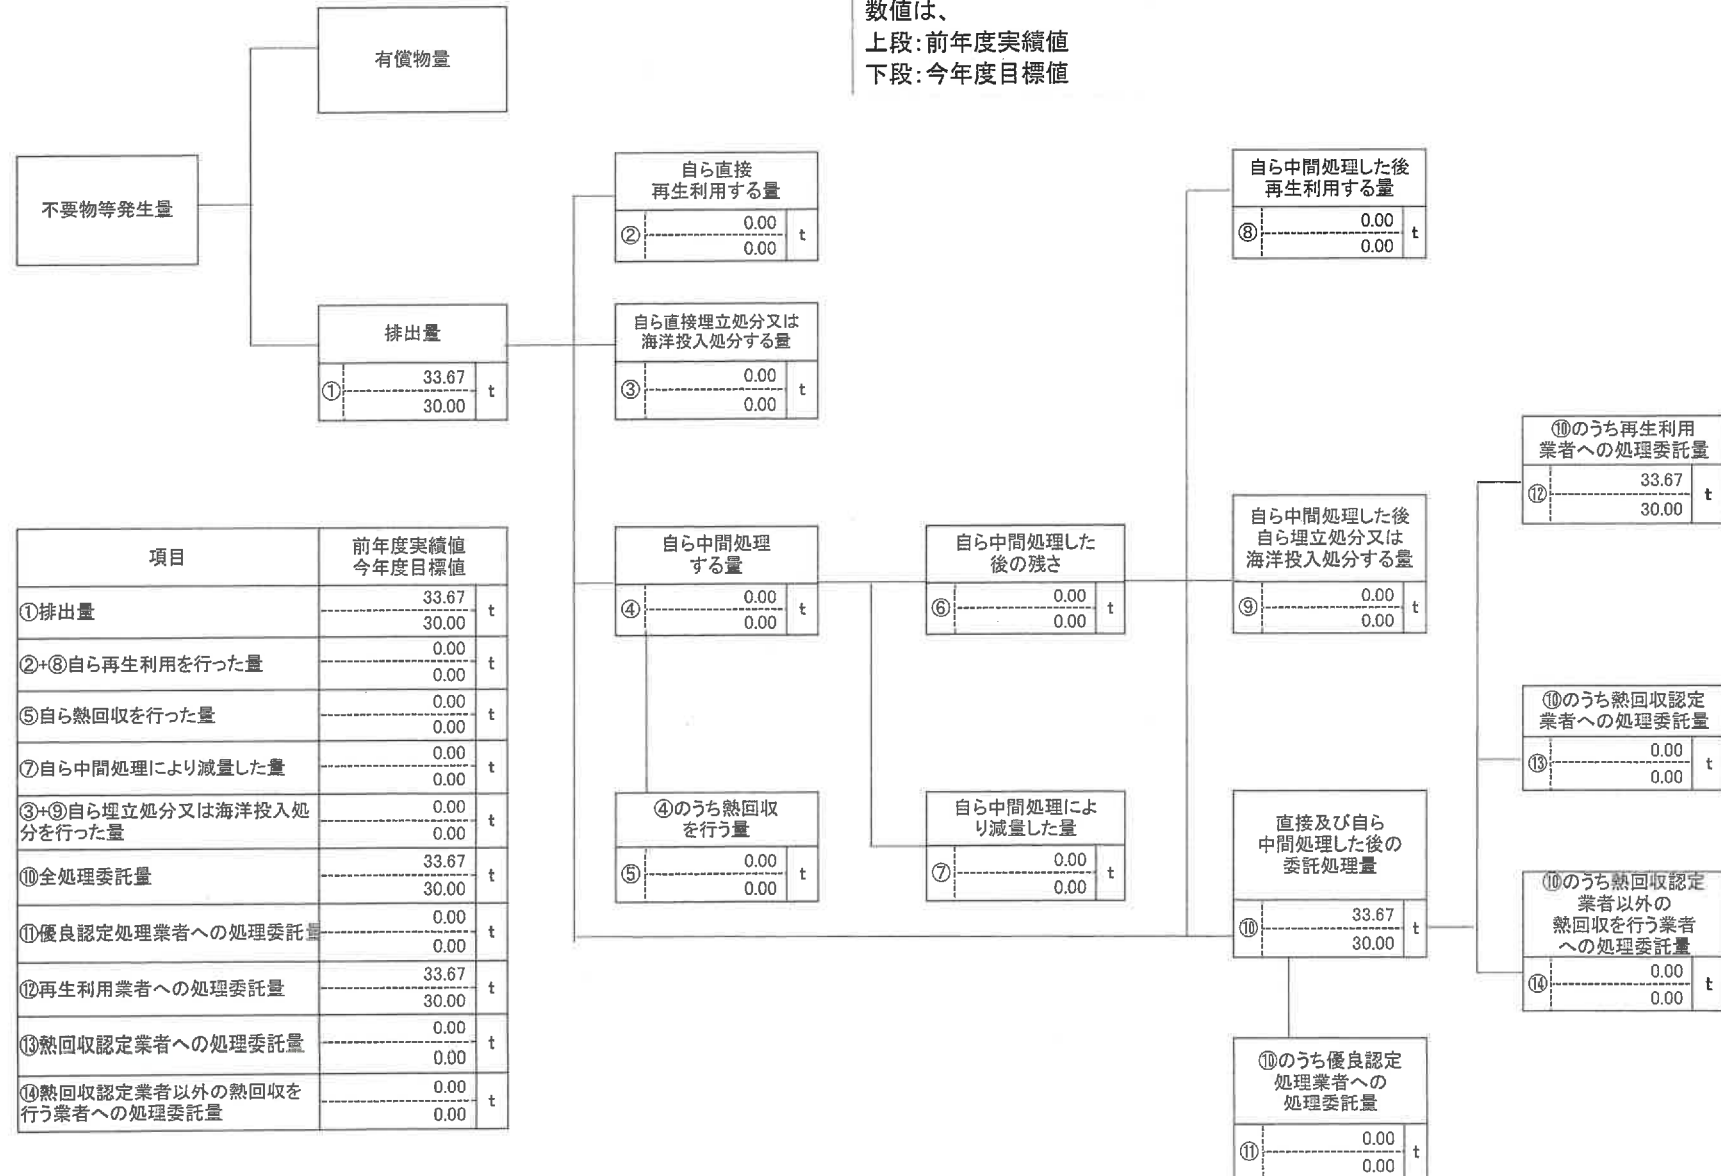 数値は、
上段:前年度実績値
下段:今年度目標値
有償物量
不要物等発生量
排出量
① 33.67 t
30.00
自ら直接
再生利用する量
② 0.00 t
0.00
自ら直接埋立処分又は
海洋投入処分する量
③ 0.00 t
0.00
自ら中間処理
する量
④ 0.00 t
0.00
④のうち熱回収
を行う量
⑤ 0.00 t
0.00
自ら中間処理した
後の残さ
⑥ 0.00 t
0.00
自ら中間処理によ
り減量した量
⑦ 0.00 t
0.00
自ら中間処理した後
再生利用する量
⑧ 0.00 t
0.00
自ら中間処理した後
自ら埋立処分又は
海洋投入処分する量
⑨ 0.00 t
0.00
直接及び自ら
中間処理した後の
委託処理量
⑩ 33.67 t
30.00
⑩のうち優良認定
処理業者への
処理委託量
⑪ 0.00 t
0.00
⑩のうち再生利用
業者への処理委託量
⑫ 33.67 t
30.00
⑩のうち熱回収認定
業者への処理委託量
⑬ 0.00 t
0.00
⑩のうち熱回収認定
業者以外の
熱回収を行う業者
への処理委託量
⑭ 0.00 t
0.00
項目 前年度実績値
今年度目標値
①排出量 33.67 t
30.00
②+⑧自ら再生利用を行った量 0.00 t
0.00
⑤自ら熱回収を行った量 0.00 t
0.00
⑦自ら中間処理により減量した量 0.00 t
0.00
③+⑨自ら埋立処分又は海洋投入処 0.00 t
分を行った量 0.00
⑩全処理委託量 33.67 t
30.00
⑪優良認定処理業者への処理委託量 0.00 t
0.00
⑫再生利用業者への処理委託量 33.67 t
30.00
⑬熱回収認定業者への処理委託量 0.00 t
0.00
⑭熱回収認定業者以外の熱回収を 0.00 t
行う業者への処理委託量 0.00